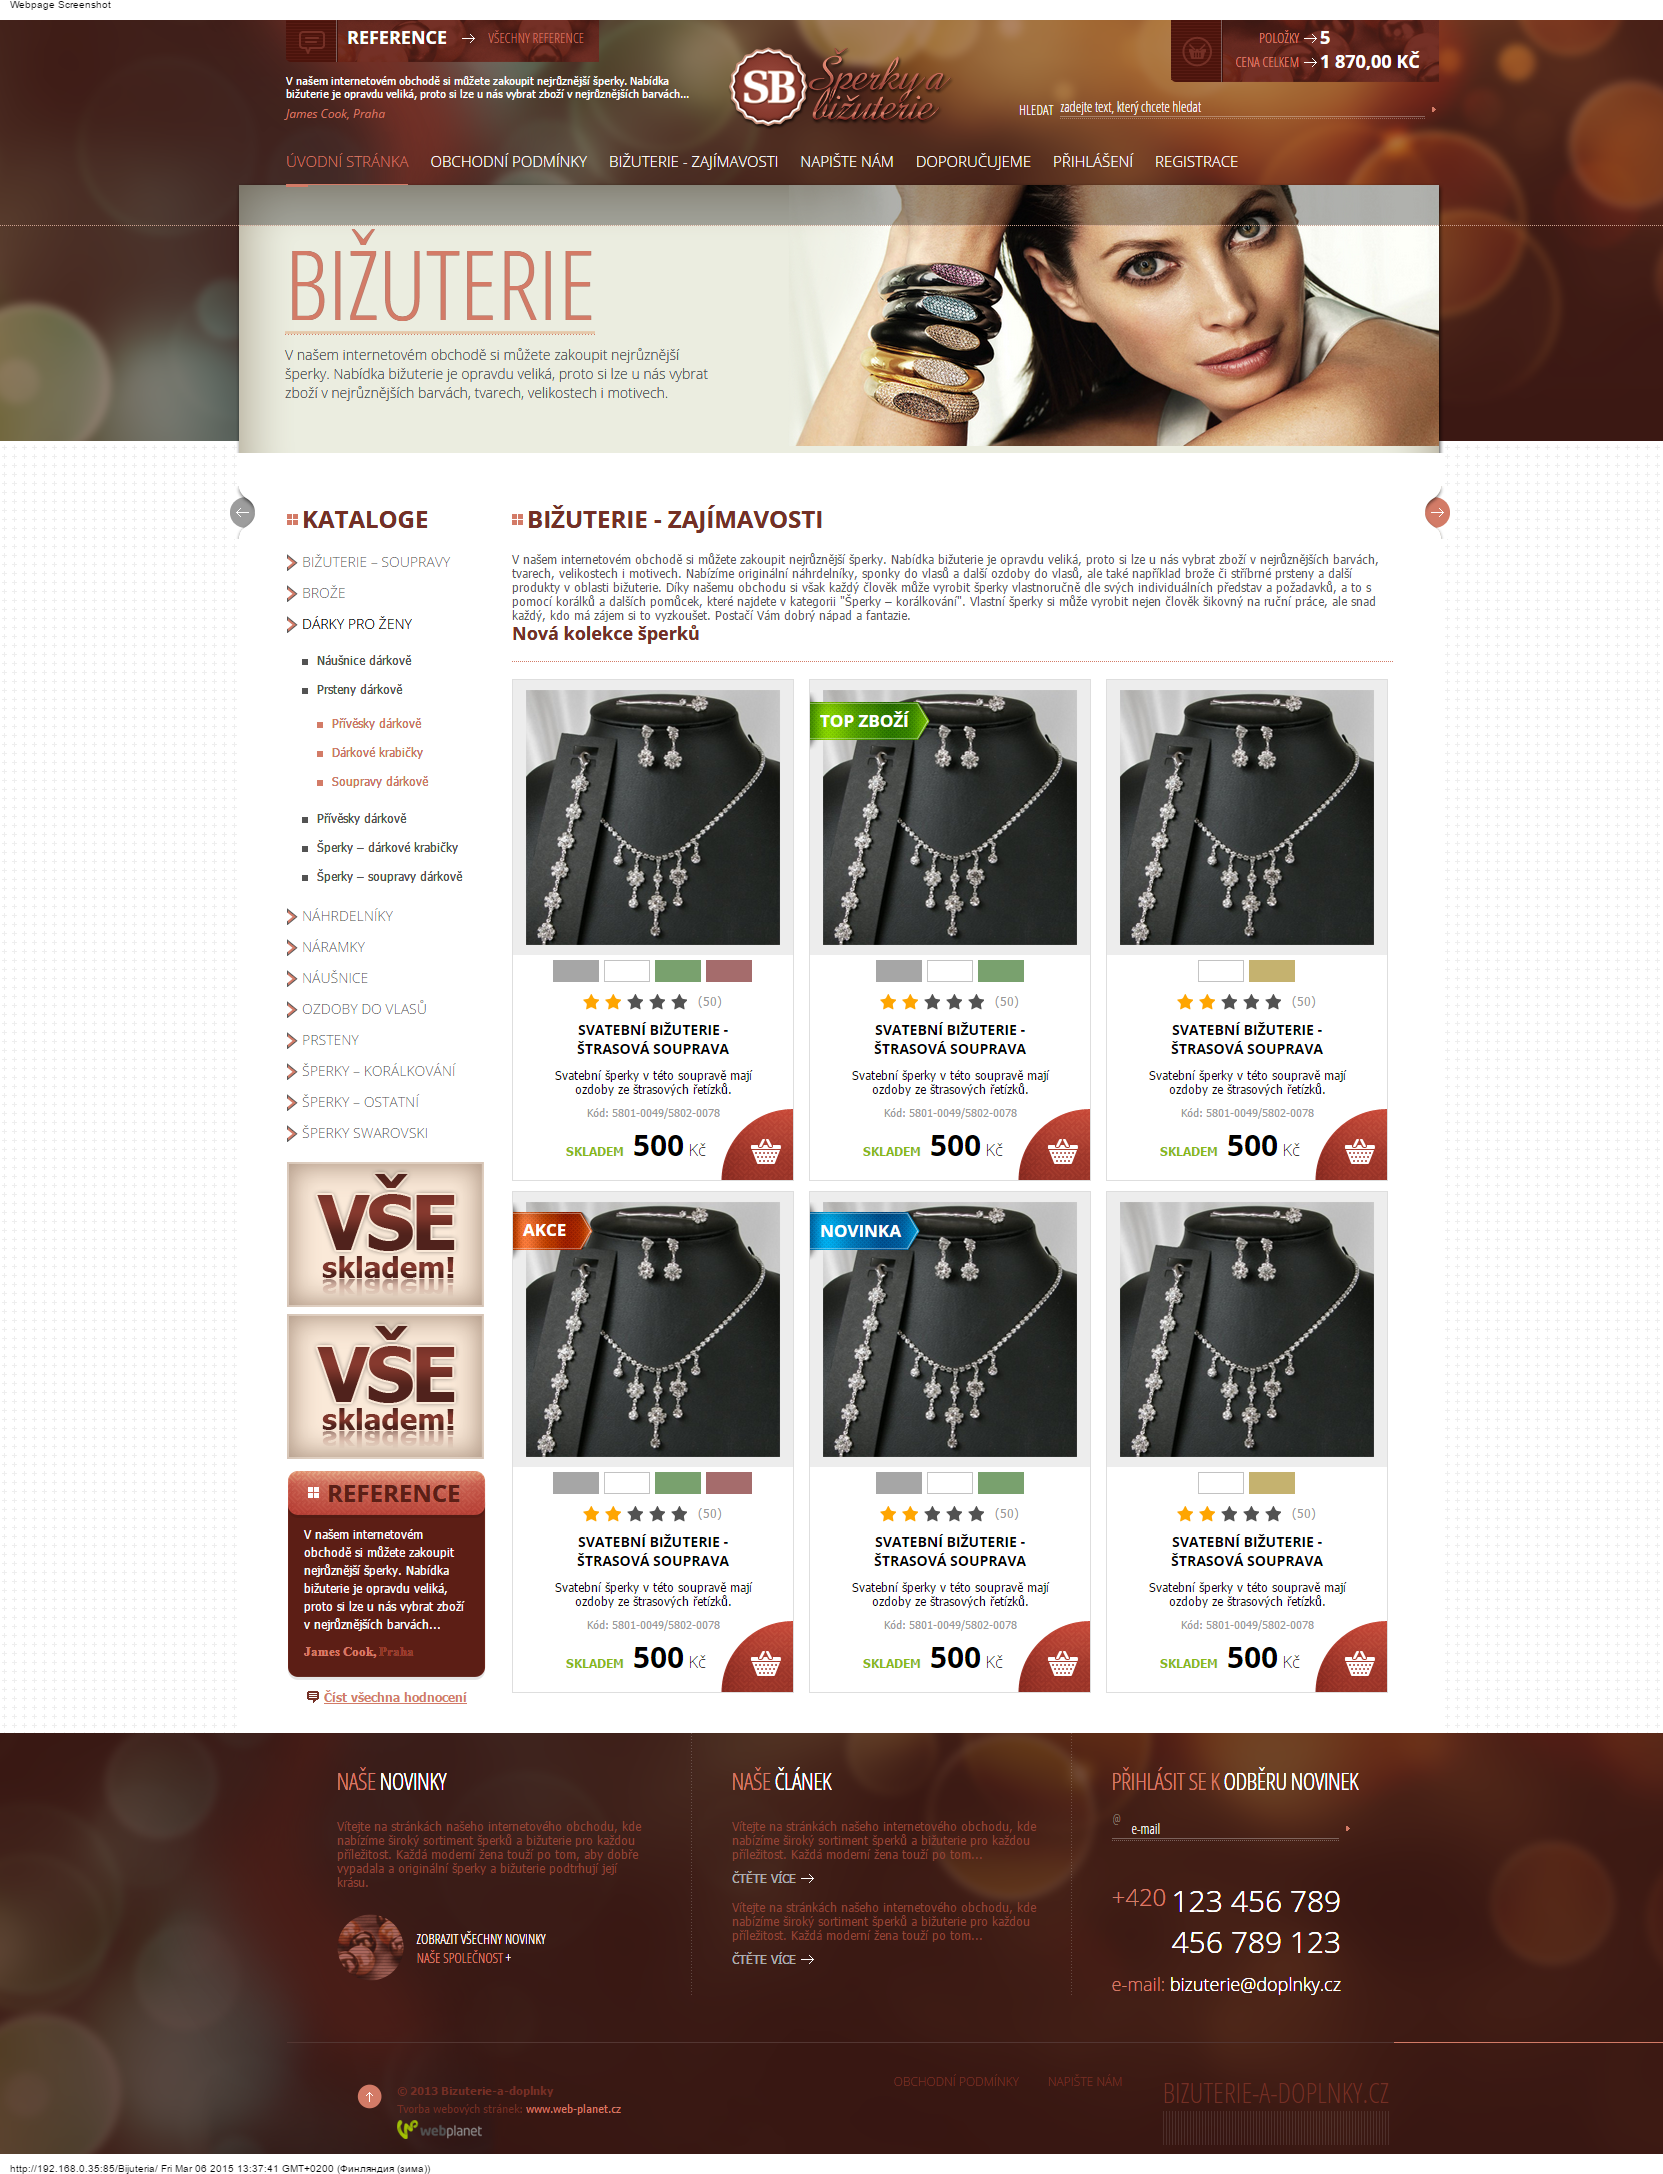 Webpage Screenshot
REFERENCE VŠECHNY REFERENCE
V našem internetovém obchodě si můžete zakoupit nejrůznější šperky. Nabídka
bižuterie je opravdu veliká, proto si lze u nás vybrat zboží v nejrůznějších barvách...
James Cook, Praha
SB Šperky a
bižuterie
POLOŽKY 5
CENA CELKEM 1 870,00 KČ
HLEDAT zadejte text, který chcete hledat
ÚVODNÍ STRÁNKA OBCHODNÍ PODMÍNKY BIŽUTERIE - ZAJÍMAVOSTI NAPIŠTE NÁM DOPORUČUJEME PŘIHLÁŠENÍ REGISTRACE
BIŽUTERIE
V našem internetovém obchodě si můžete zakoupit nejrůznější
šperky. Nabídka bižuterie je opravdu veliká, proto si lze u nás vybrat
zboží v nejrůznějších barvách, tvarech, velikostech i motivech.
KATALOGE
BIŽUTERIE – SOUPRAVY
BROŽE
DÁRKY PRO ŽENY
Náušnice dárkově
Prsteny dárkově
Přívěsky dárkově
Dárkové krabičky
Soupravy dárkově
Přívěsky dárkově
Šperky – dárkové krabičky
Šperky – soupravy dárkově
NÁHRDELNÍKY
NÁRAMKY
NÁUŠNICE
OZDOBY DO VLASŮ
PRSTENY
ŠPERKY – KORÁLKOVÁNÍ
ŠPERKY – OSTATNÍ
ŠPERKY SWAROVSKI
VŠE
skladem!
VŠE
skladem!
REFERENCE
V našem internetovém
obchodě si můžete zakoupit
nejrůznější šperky. Nabídka
bižuterie je opravdu veliká,
proto si lze u nás vybrat zboží
v nejrůznějších barvách...
James Cook, Praha
Číst všechna hodnocení
BIŽUTERIE - ZAJÍMAVOSTI
V našem internetovém obchodě si můžete zakoupit nejrůznější šperky. Nabídka bižuterie je opravdu veliká, proto si lze u nás vybrat zboží v nejrůznějších barvách,
tvarech, velikostech i motivech. Nabízíme originální náhrdelníky, sponky do vlasů a další ozdoby do vlasů, ale také například brože či stříbrné prsteny a další
produkty v oblasti bižuterie. Díky našemu obchodu si však každý člověk může vyrobit šperky vlastnoručně dle svých individuálních představ a požadavků, a to s
pomocí korálků a dalších pomůcek, které najdete v kategorii "Šperky – korálkování". Vlastní šperky si může vyrobit nejen člověk šikovný na ruční práce, ale snad
každý, kdo má zájem si to vyzkoušet. Postačí Vám dobrý nápad a fantazie.
Nová kolekce šperků
(50)
SVATEBNÍ BIŽUTERIE -
ŠTRASOVÁ SOUPRAVA
Svatební šperky v této soupravě mají
ozdoby ze štrasových řetízků.
Kód: 5801-0049/5802-0078
SKLADEM 500 Kč
TOP ZBOŽÍ
(50)
SVATEBNÍ BIŽUTERIE -
ŠTRASOVÁ SOUPRAVA
Svatební šperky v této soupravě mají
ozdoby ze štrasových řetízků.
Kód: 5801-0049/5802-0078
SKLADEM 500 Kč
(50)
SVATEBNÍ BIŽUTERIE -
ŠTRASOVÁ SOUPRAVA
Svatební šperky v této soupravě mají
ozdoby ze štrasových řetízků.
Kód: 5801-0049/5802-0078
SKLADEM 500 Kč
AKCE
(50)
SVATEBNÍ BIŽUTERIE -
ŠTRASOVÁ SOUPRAVA
Svatební šperky v této soupravě mají
ozdoby ze štrasových řetízků.
Kód: 5801-0049/5802-0078
SKLADEM 500 Kč
NOVINKA
(50)
SVATEBNÍ BIŽUTERIE -
ŠTRASOVÁ SOUPRAVA
Svatební šperky v této soupravě mají
ozdoby ze štrasových řetízků.
Kód: 5801-0049/5802-0078
SKLADEM 500 Kč
(50)
SVATEBNÍ BIŽUTERIE -
ŠTRASOVÁ SOUPRAVA
Svatební šperky v této soupravě mají
ozdoby ze štrasových řetízků.
Kód: 5801-0049/5802-0078
SKLADEM 500 Kč
NAŠE NOVINKY
Vítejte na stránkách našeho internetového obchodu, kde
nabízíme široký sortiment šperků a bižuterie pro každou
příležitost. Každá moderní žena touží po tom, aby dobře
vypadala a originální šperky a bižuterie podtrhují její
krásu.
ZOBRAZIT VŠECHNY NOVINKY
NAŠE SPOLEČNOST +
NAŠE ČLÁNEK
Vítejte na stránkách našeho internetového obchodu, kde
nabízíme široký sortiment šperků a bižuterie pro každou
příležitost. Každá moderní žena touží po tom...
ČTĚTE VÍCE
Vítejte na stránkách našeho internetového obchodu, kde
nabízíme široký sortiment šperků a bižuterie pro každou
příležitost. Každá moderní žena touží po tom...
ČTĚTE VÍCE
PŘIHLÁSIT SE K ODBĚRU NOVINEK
@ e-mail
+420 123 456 789
456 789 123
e-mail: bizuterie@doplnky.cz
© 2013 Bizuterie-a-doplnky
Tvorba webových stránek: www.web-planet.cz
webplanet
OBCHODNÍ PODMÍNKY NAPIŠTE NÁM
BIZUTERIE-A-DOPLNKY.CZ
http://192.168.0.35:85/Bijuteria/ Fri Mar 06 2015 13:37:41 GMT+0200 (Финляндия (зима))